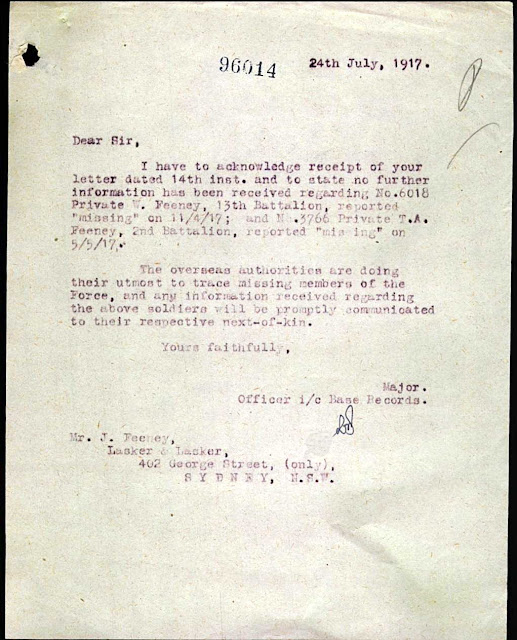 96014
24th July, 1917.
Dear Sir,
I have to acknowledge receipt of your
letter dated 14th inst. and to state no further
information has been received regarding No.6018
Private W. Feeney, 13th Battalion, reported
"missing" on 11/4/17; and No.3766 Private T.A.
Feeney, 2nd Battalion, reported "missing" on
5/5/17.
The overseas authorities are doing
their utmost to trace missing members of the
Force, and any information received regarding
the above soldiers will be promptly communicated
to their respective next-of-kin.
Yours faithfully,
Major.
Officer i/c Base Records.
Mr. J. Feeney,
Lasker & Lasker,
402 George Street, (only),
S Y D N E Y, N.S.W.